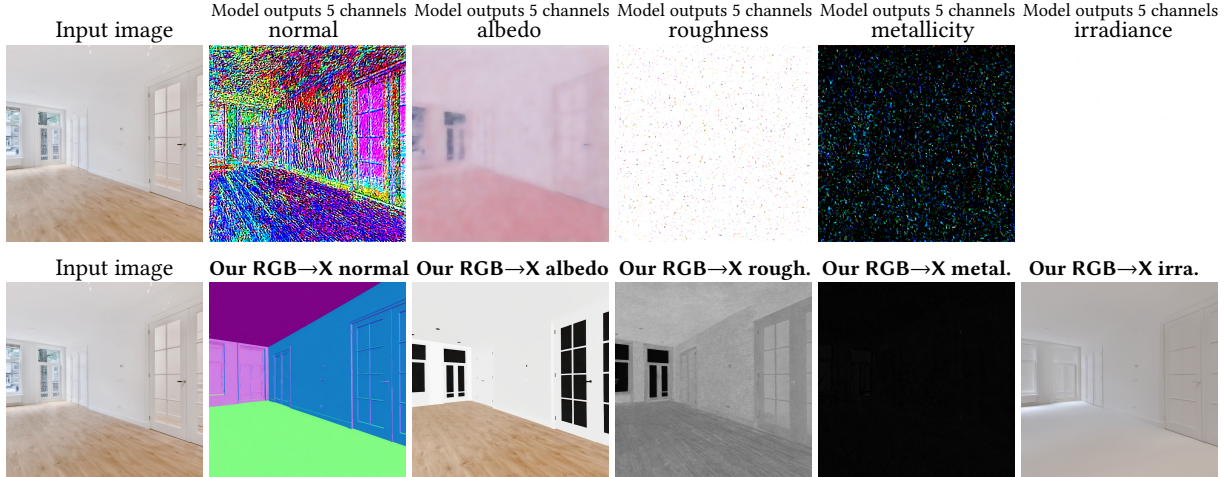 Input image
Model outputs 5 channels
normal
Model outputs 5 channels
albedo
Model outputs 5 channels
roughness
Model outputs 5 channels
metallicity
Model outputs 5 channels
irradiance
Input image
Our RGB→X normal
Our RGB→X albedo
Our RGB→X rough.
Our RGB→X metal.
Our RGB→X irra.